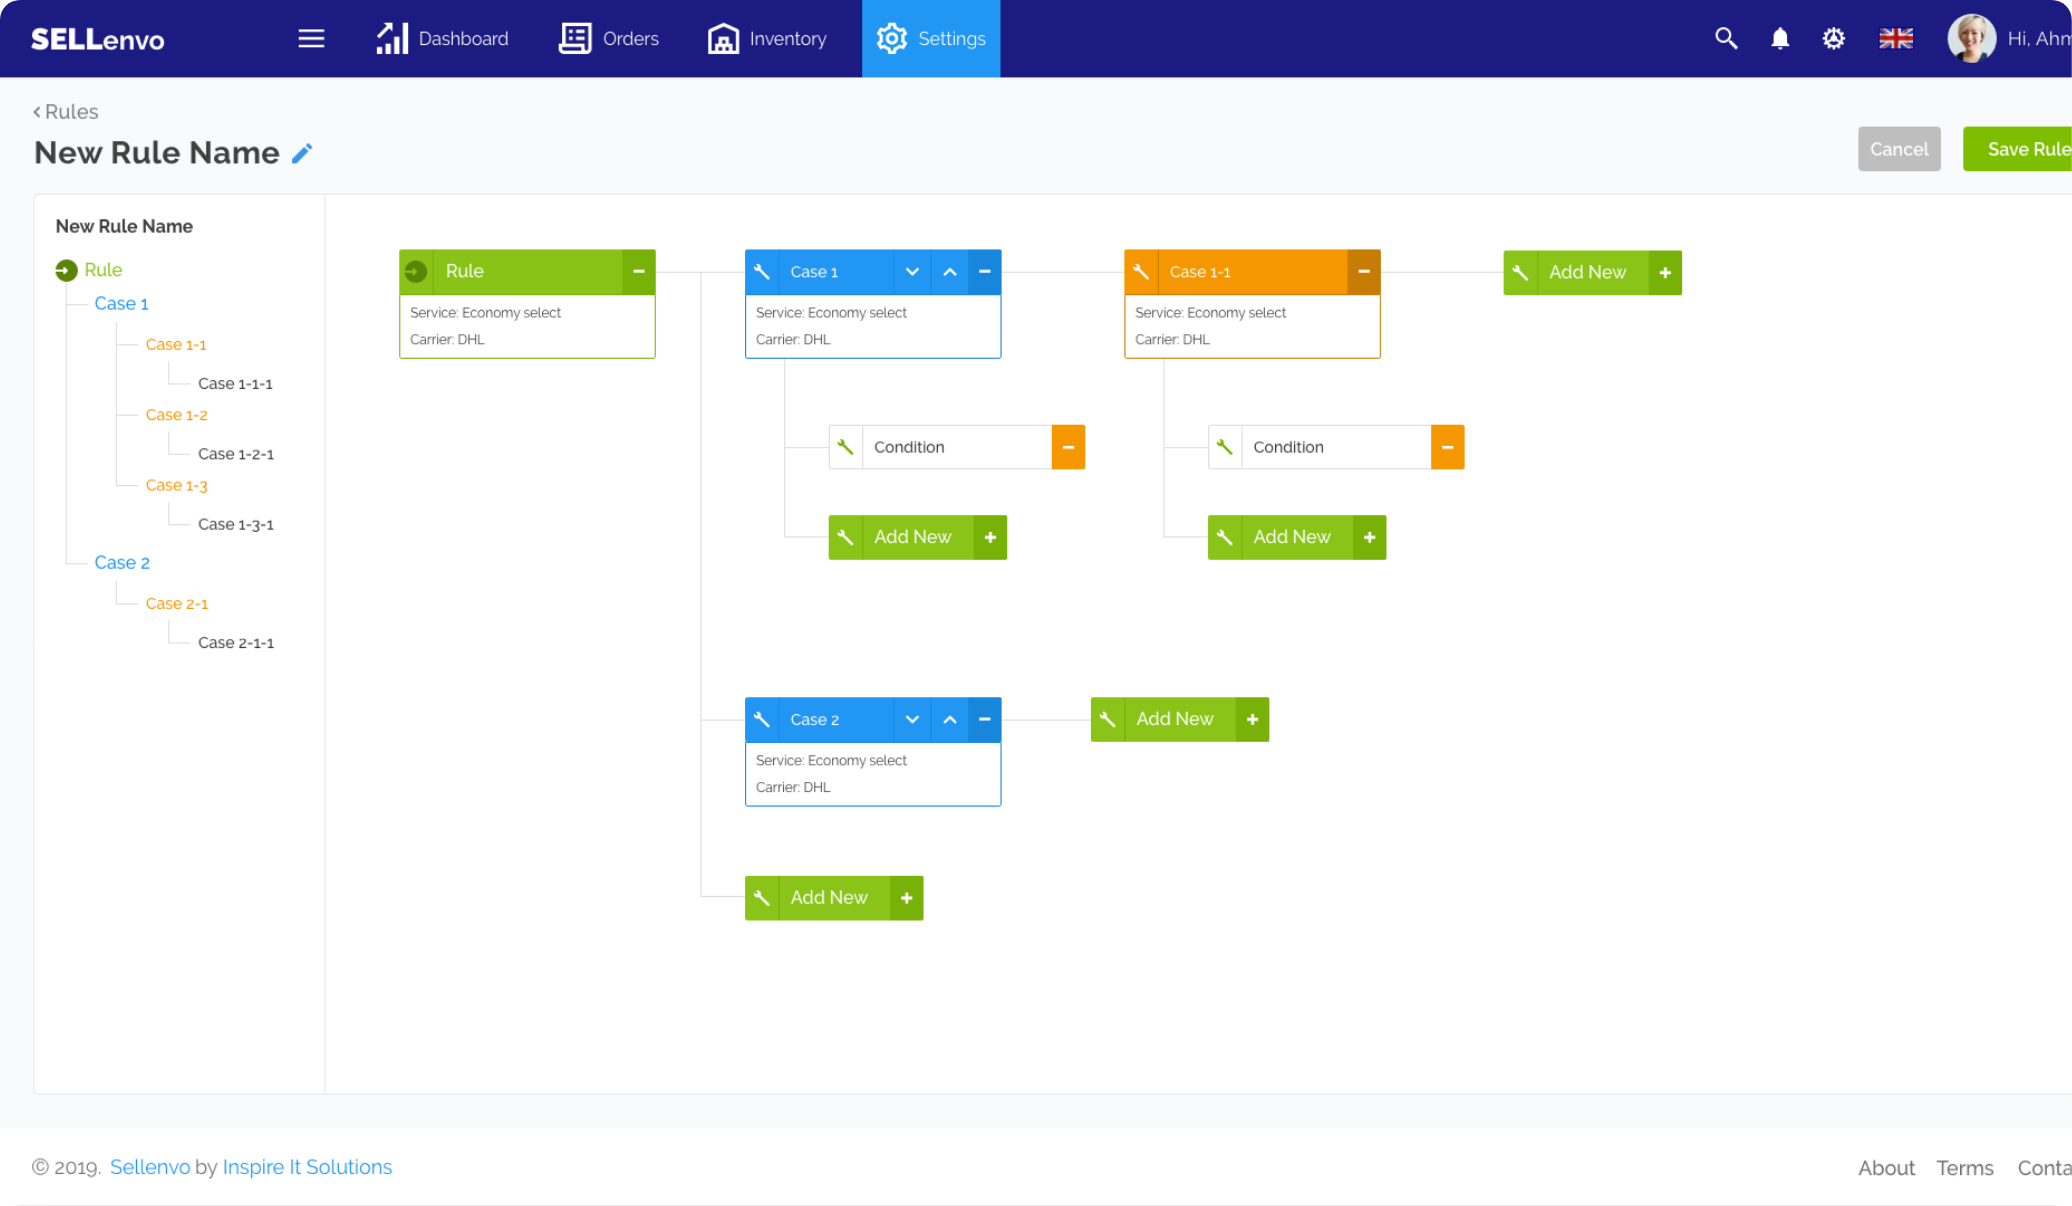 SELLenvo
Dashboard
Orders
Inventory
Settings
Hi, Ahm
Rules
New Rule Name
Cancel
Save Rule
New Rule Name
Rule
Case 1
Case 1-1
Case 1-1-1
Case 1-2
Case 1-2-1
Case 1-3
Case 1-3-1
Case 2
Case 2-1
Case 2-1-1
Rule
Service: Economy select
Carrier: DHL
Case 1
Service: Economy select
Carrier: DHL
Case 1-1
Service: Economy select
Carrier: DHL
Add New
Condition
Condition
Add New
Add New
Case 2
Service: Economy select
Carrier: DHL
Add New
Add New
© 2019. Sellenvo by Inspire It Solutions
About
Terms
Conta